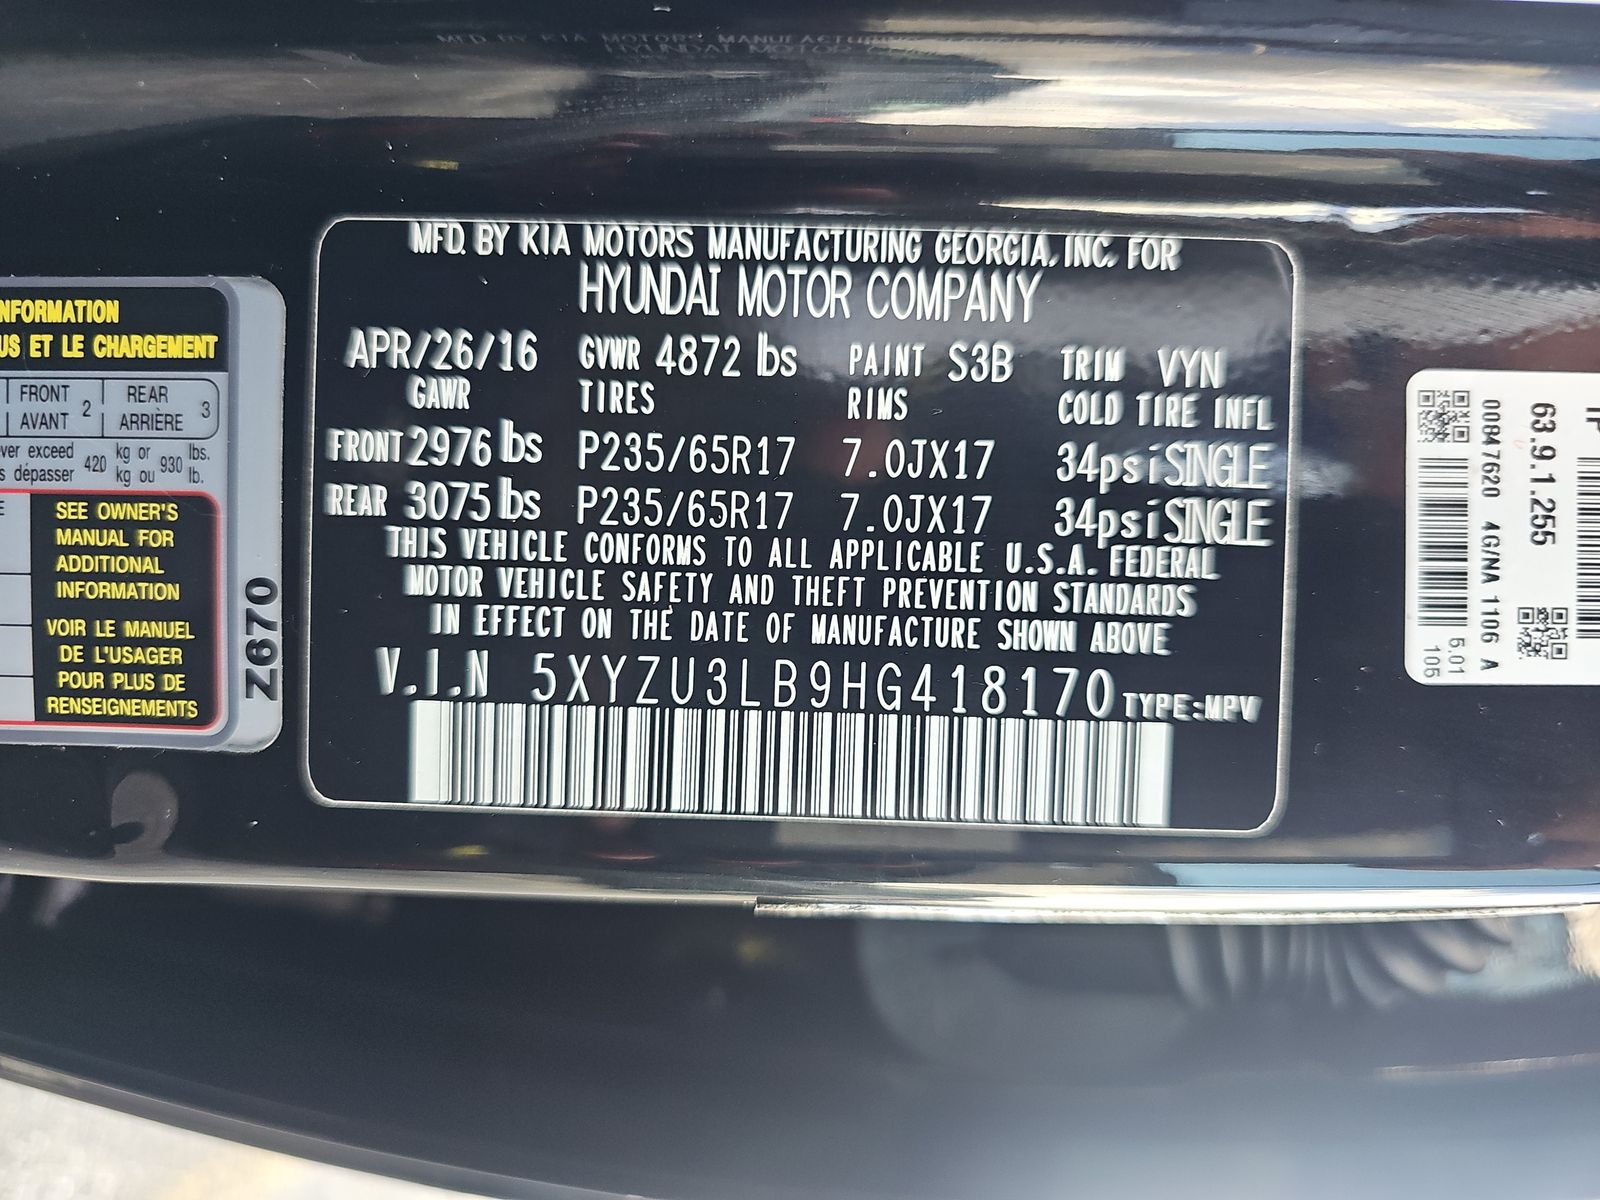 MFD. BY KIA MOTORS MANUFACTURING GEORGIA, INC. FOR
HYUNDAI MOTOR COMPANY
APR/26/16 GVWR 4872 lbs PAINT S3B TRIM VYN
GAWR TIRES RIMS COLD TIRE INFL
FRONT 2976 lbs P235/65R17 7.0JX17 34psi SINGLE
REAR 3075 lbs P235/65R17 7.0JX17 34psi SINGLE
THIS VEHICLE CONFORMS TO ALL APPLICABLE U.S.A. FEDERAL
MOTOR VEHICLE SAFETY AND THEFT PREVENTION STANDARDS
IN EFFECT ON THE DATE OF MANUFACTURE SHOWN ABOVE
V.I.N 5XYZU3LB9HG418170 TYPE:MPV
NFORMATION
US ET LE CHARGEMENT
FRONT 2 REAR 3
AVANT ARRIÈRE
ver exceed 420 kg or 930 lbs.
s dépasser kg ou lb.
SEE OWNER'S
MANUAL FOR
ADDITIONAL
INFORMATION
VOIR LE MANUEL
DE L'USAGER
POUR PLUS DE
RENSEIGNEMENTS
Z670
63.9.1.255
00847620 4G/NA 1106 A
5.01
105